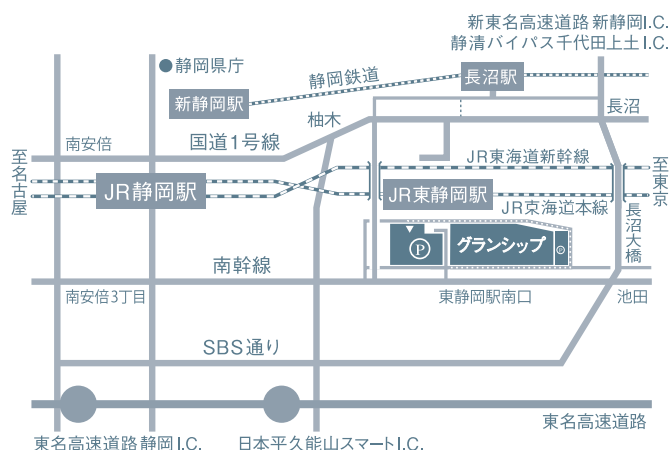 新東名高速道路 新静岡I.C.
静清バイパス千代田上土I.C.
静岡県庁
静岡鉄道
長沼駅
新静岡駅
長沼
柚木
南安倍
国道1号線
至名古屋
JR静岡駅
JR東海道新幹線
至東京
JR東静岡駅
JR東海道本線
長沼大橋
P
グランシップ
P
南幹線
南安倍3丁目
東静岡駅南口
池田
SBS通り
東名高速道路
東名高速道路 静岡I.C.
日本平久能山スマートI.C.